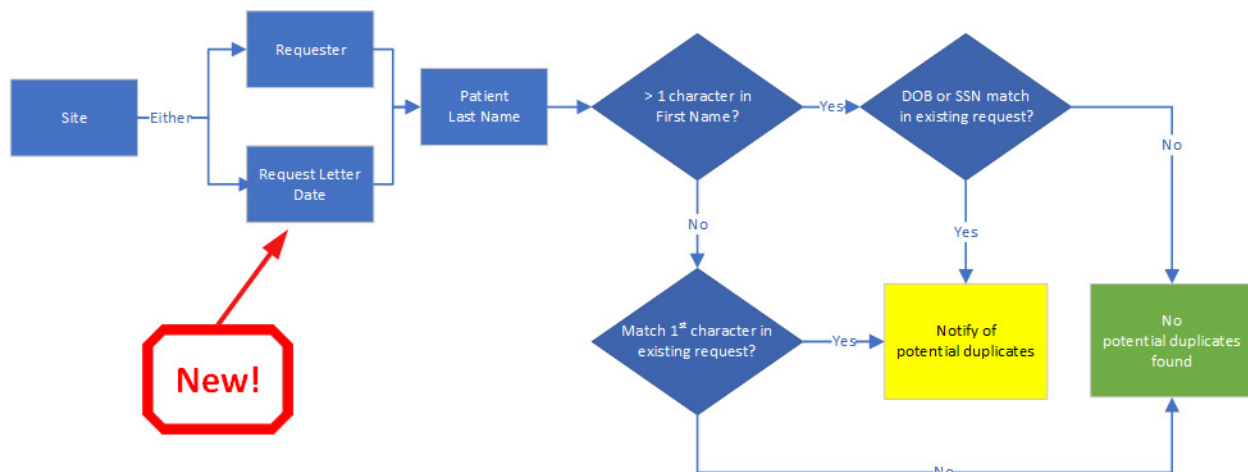 Site
Either
Requester
Request Letter
Date
New!
Patient
Last Name
> 1 character in
First Name?
Yes
DOB or SSN match
in existing request?
No
Yes
No
Match 1st character in
existing request?
Yes
Notify of
potential duplicates
No
potential duplicates
found
No